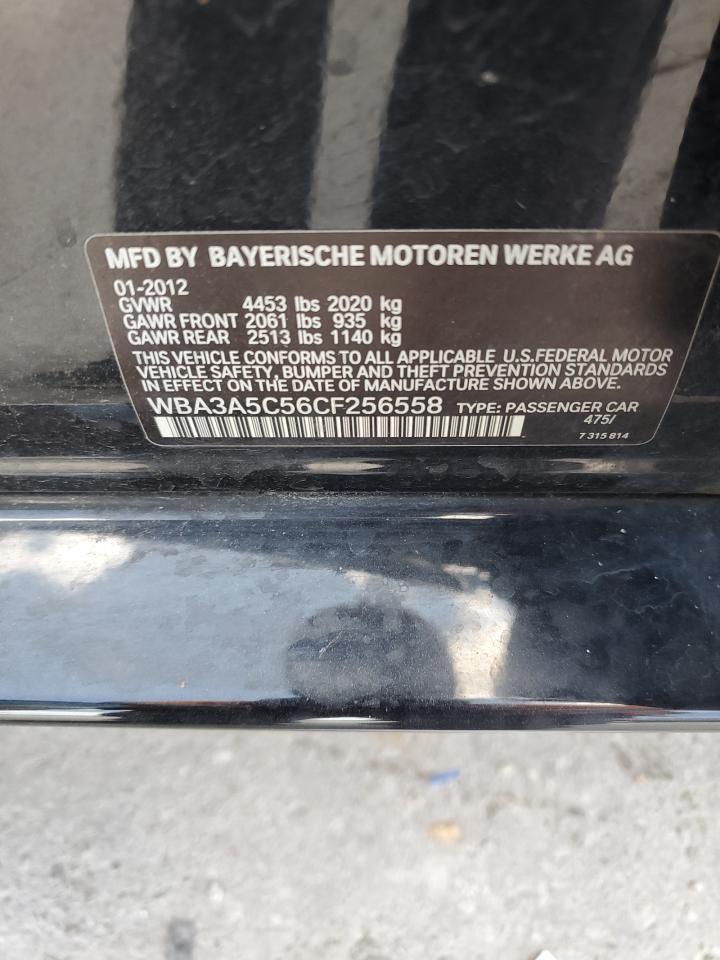 MFD BY BAYERISCHE MOTOREN WERKE AG
01-2012
GVWR 4453 lbs 2020 kg
GAWR FRONT 2061 lbs 935 kg
GAWR REAR 2513 lbs 1140 kg
THIS VEHICLE CONFORMS TO ALL APPLICABLE U.S.FEDERAL MOTOR
VEHICLE SAFETY, BUMPER AND THEFT PREVENTION STANDARDS
IN EFFECT ON THE DATE OF MANUFACTURE SHOWN ABOVE.
WBA3A5C56CF256558 TYPE: PASSENGER CAR
475/
7 315 814